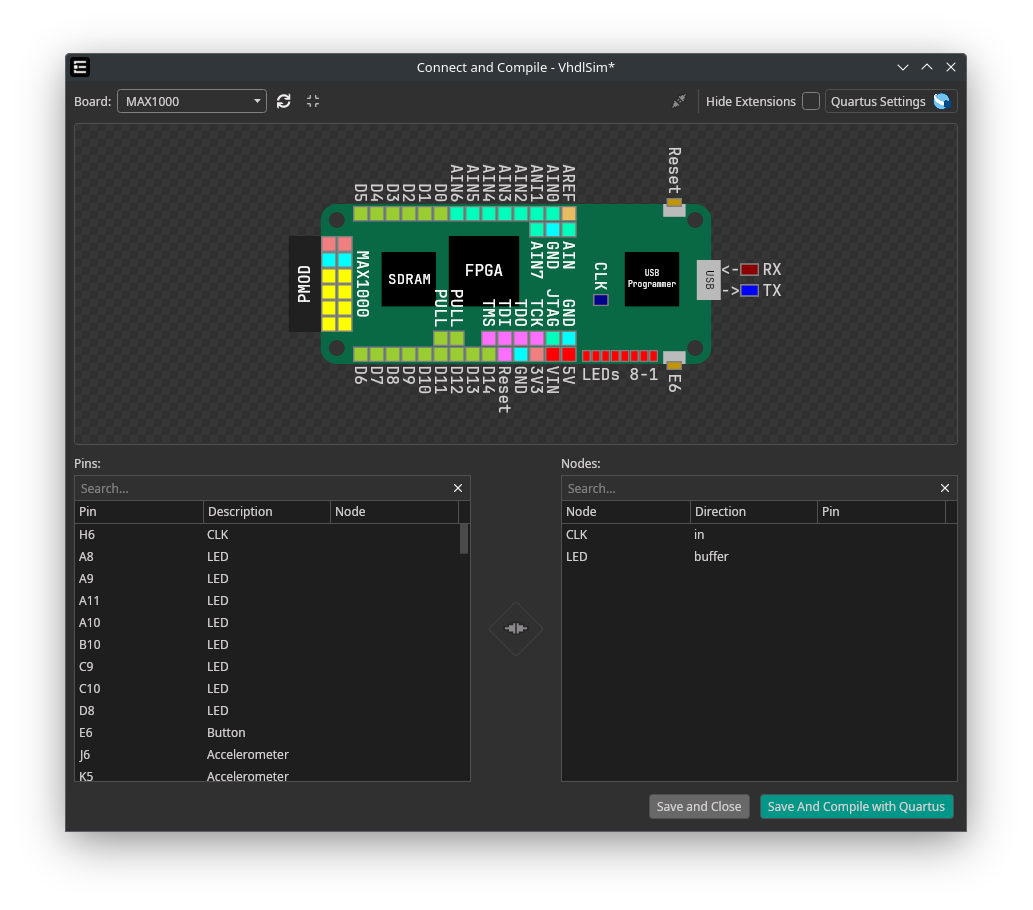 Connect and Compile - VhdlSim*
Board: MAX1000 Hide Extensions Quartus Settings
D5 D4 D3 D2 D1 D0 AIN6 AIN5 AIN4 AIN3 AIN2 ANI1 AIN0 AREF Reset
AIN7 GND AIN
PMOD MAX1000 SDRAM FPGA CLK USB Programmer USB <- RX
-> TX
PULL PULL TMS TDI TDO TCK JTAG GND
D6 D7 D8 D9 D10 D11 D12 D13 D14 Reset GND 3V3 VIN 5V LEDs 8-1 E6
Pins: Nodes:
Search... Search...
Pin Description Node Node Direction Pin
H6 CLK CLK in
A8 LED LED buffer
A9 LED
A11 LED
A10 LED
B10 LED
C9 LED
C10 LED
D8 LED
E6 Button
J6 Accelerometer
K5 Accelerometer
Save and Close Save And Compile with Quartus